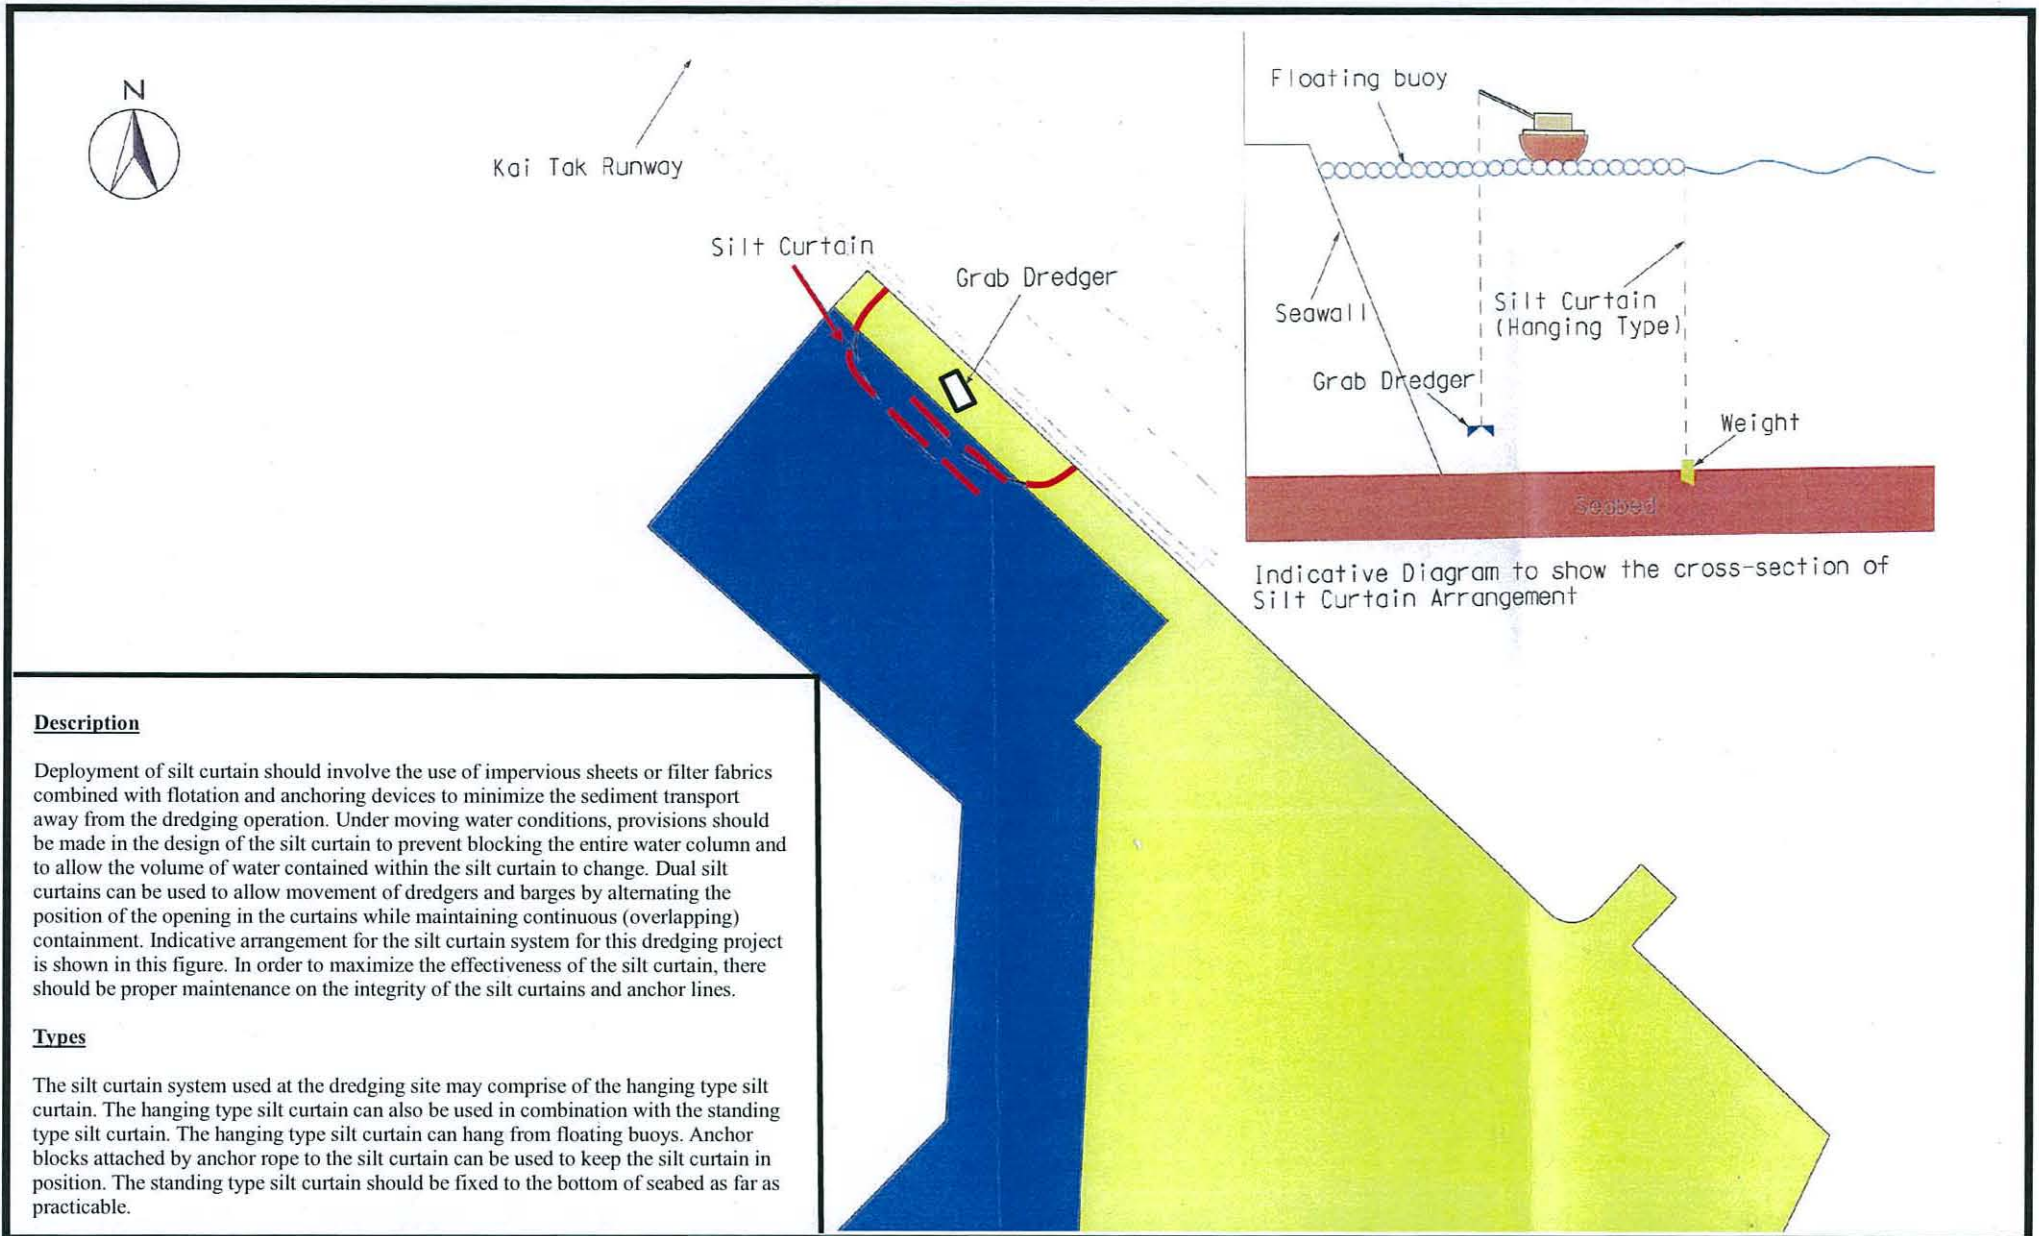 N
Kai Tak Runway
Silt Curtain
Grab Dredger
Floating buoy
Seawall
Silt Curtain
(Hanging Type)
Grab Dredger
Weight
Seabed
Indicative Diagram to show the cross-section of
Silt Curtain Arrangement
Description
Deployment of silt curtain should involve the use of impervious sheets or filter fabrics
combined with flotation and anchoring devices to minimize the sediment transport
away from the dredging operation. Under moving water conditions, provisions should
be made in the design of the silt curtain to prevent blocking the entire water column and
to allow the volume of water contained within the silt curtain to change. Dual silt
curtains can be used to allow movement of dredgers and barges by alternating the
position of the opening in the curtains while maintaining continuous (overlapping)
containment. Indicative arrangement for the silt curtain system for this dredging project
is shown in this figure. In order to maximize the effectiveness of the silt curtain, there
should be proper maintenance on the integrity of the silt curtains and anchor lines.
Types
The silt curtain system used at the dredging site may comprise of the hanging type silt
curtain. The hanging type silt curtain can also be used in combination with the standing
type silt curtain. The hanging type silt curtain can hang from floating buoys. Anchor
blocks attached by anchor rope to the silt curtain can be used to keep the silt curtain in
position. The standing type silt curtain should be fixed to the bottom of seabed as far as
practicable.